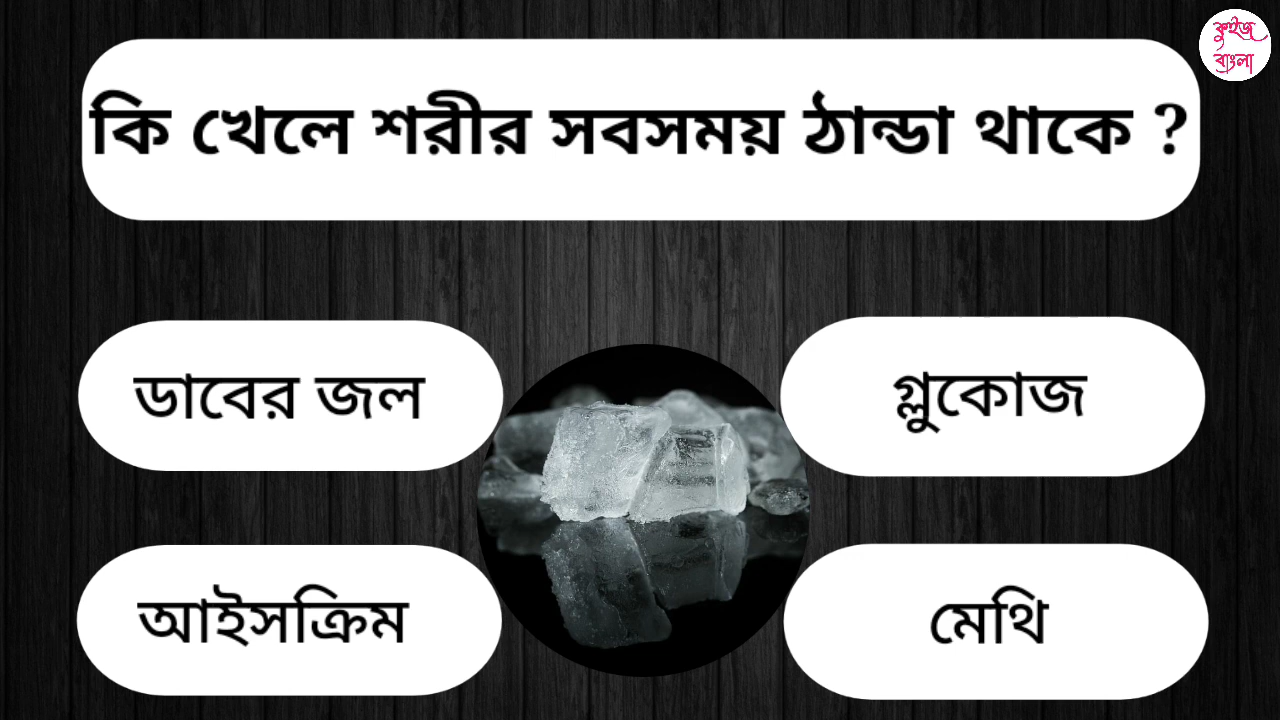 কুইজ
বাংলা
কি খেলে শরীর সবসময় ঠান্ডা থাকে ?
ডাবের জল
গ্লুকোজ
আইসক্রিম
মেথি